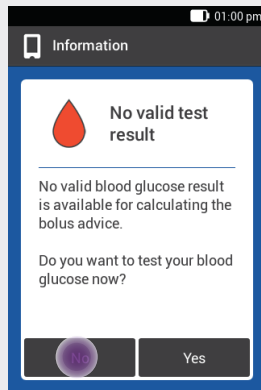 01:00 pm
Information
No valid test
result
No valid blood glucose result
is available for calculating the
bolus advice.
Do you want to test your blood
glucose now?
No
Yes